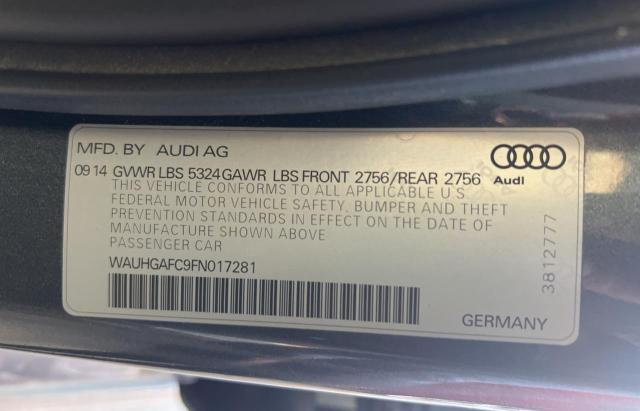 MFD. BY AUDI AG
09 14 GVWR LBS 5324 GAWR LBS FRONT 2756/REAR 2756
THIS VEHICLE CONFORMS TO ALL APPLICABLE U.S.
FEDERAL MOTOR VEHICLE SAFETY, BUMPER AND THEFT
PREVENTION STANDARDS IN EFFECT ON THE DATE OF
MANUFACTURE SHOWN ABOVE
PASSENGER CAR
WAUHGAFC9FN017281
Audi
3812777
GERMANY